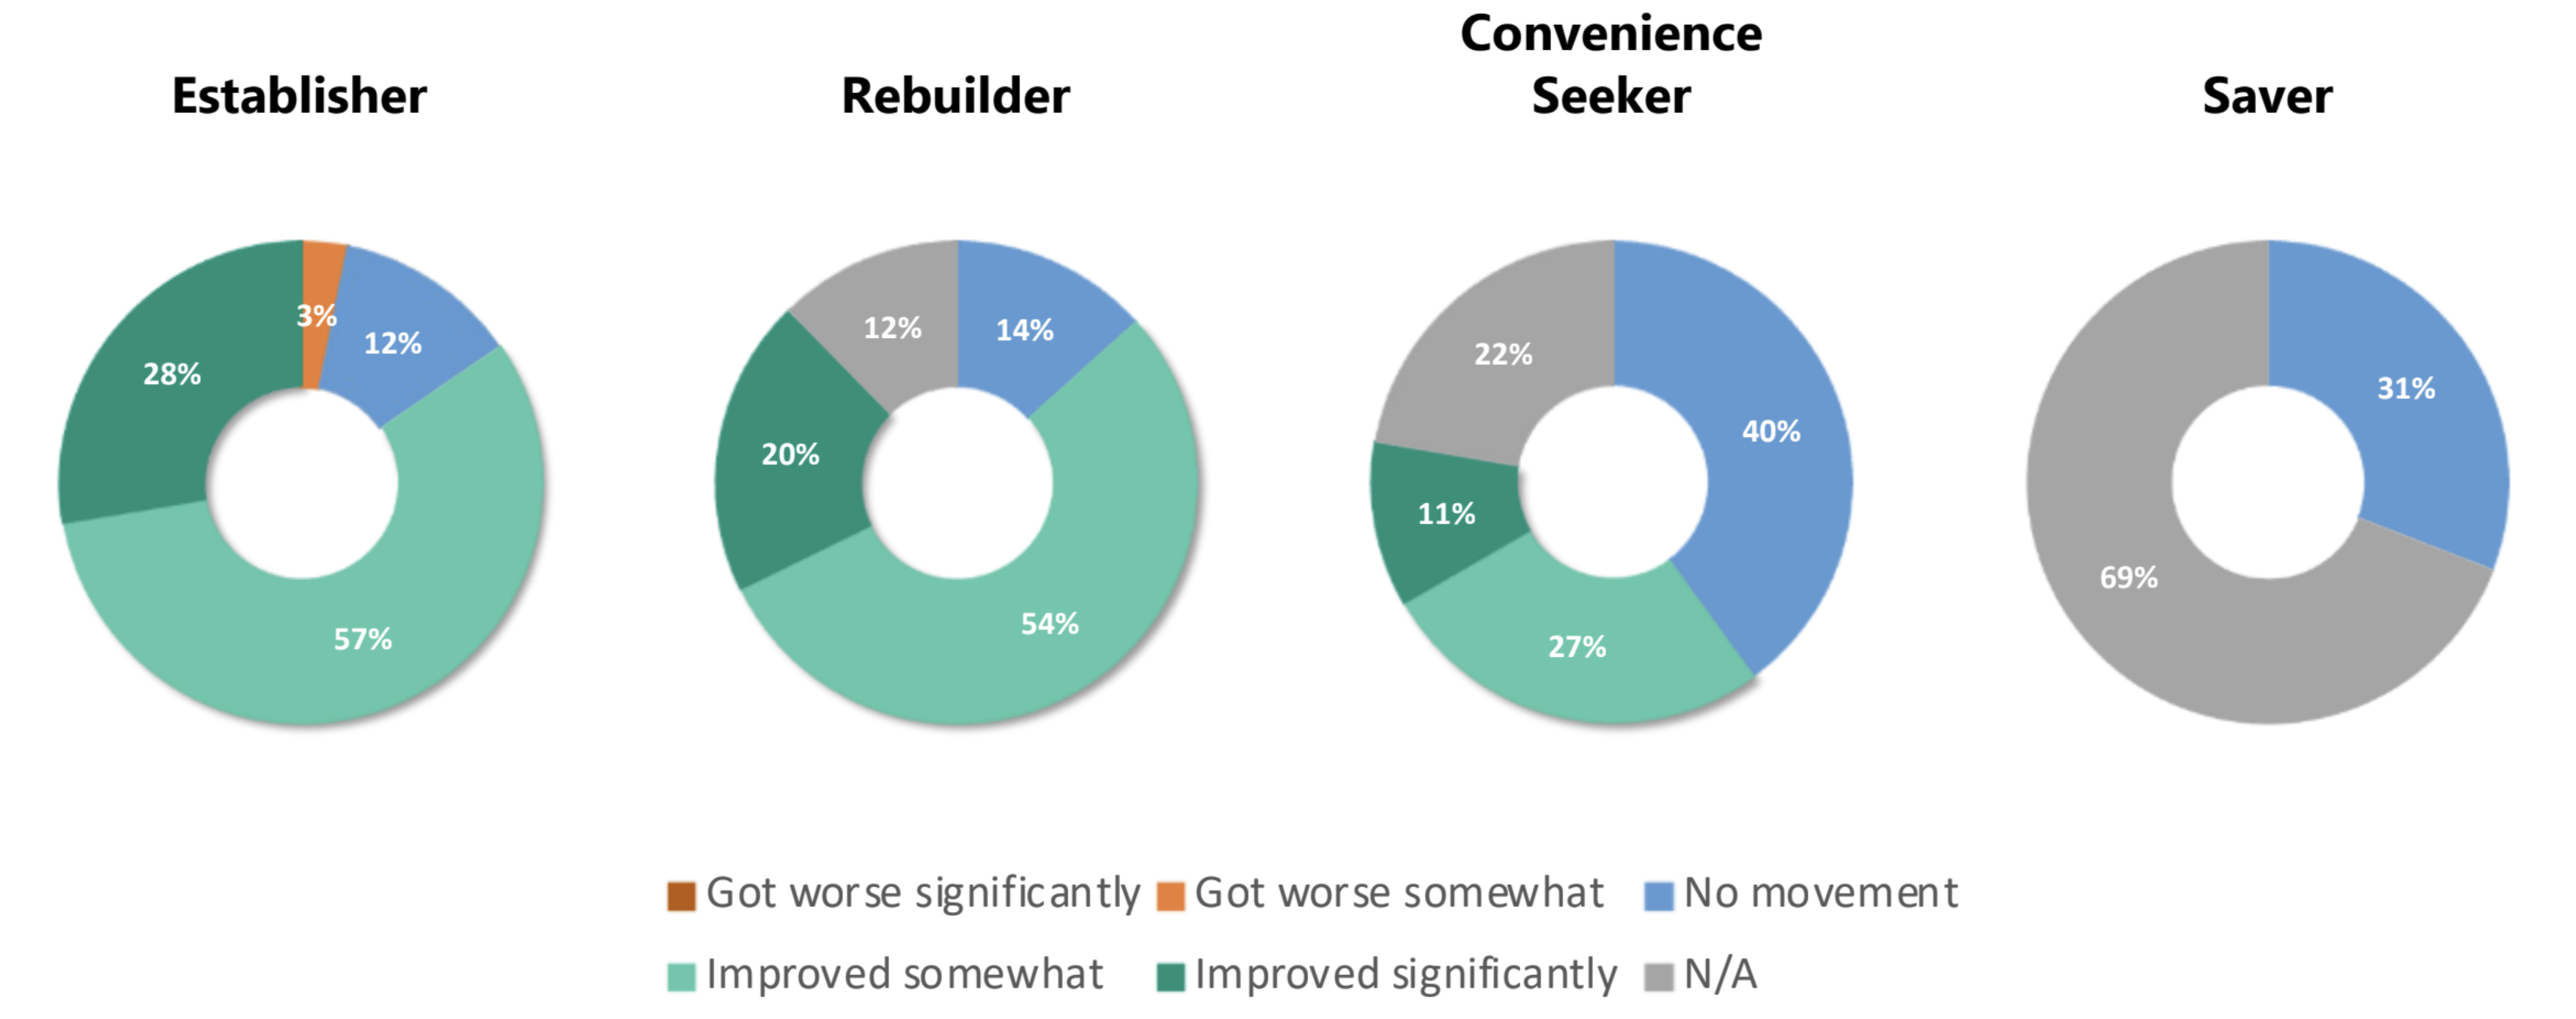 Establisher
Rebuilder
Convenience
Seeker
Saver
3%
12%
57%
28%
14%
54%
20%
12%
40%
27%
11%
22%
31%
69%
Got worse significantly
Got worse somewhat
No movement
Improved somewhat
Improved significantly
N/A